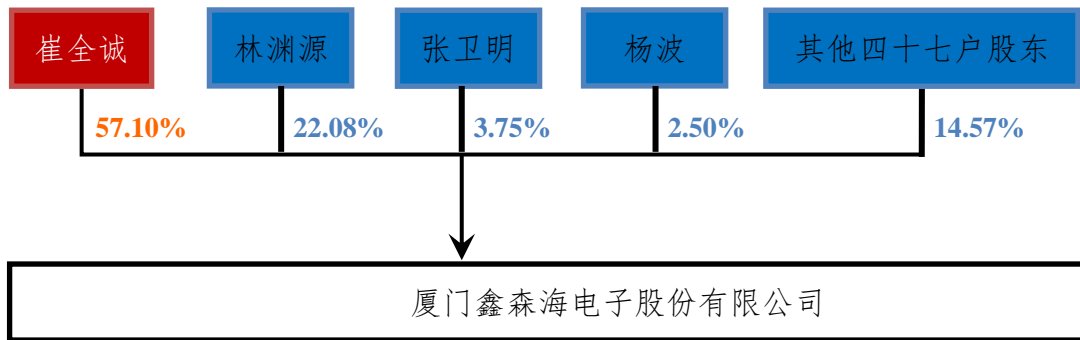 崔全诚 林渊源 张卫明 杨波 其他四十七户股东
57.10% 22.08% 3.75% 2.50% 14.57%
厦门鑫森海电子股份有限公司